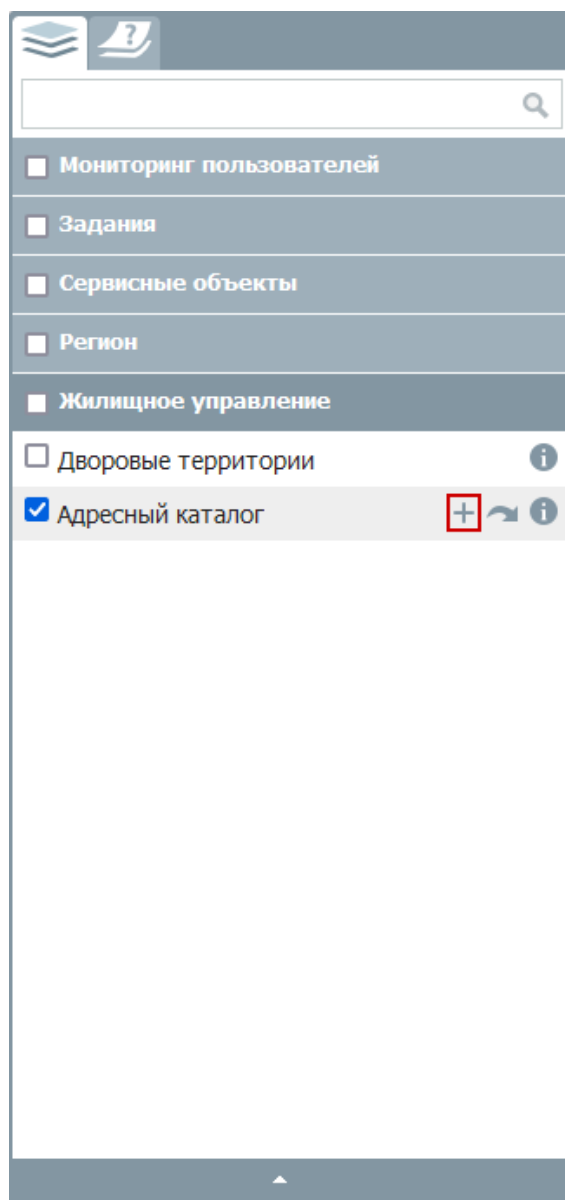 Мониторинг пользователей
Задания
Сервисные объекты
Регион
Жилищное управление
Дворовые территории
Адресный каталог